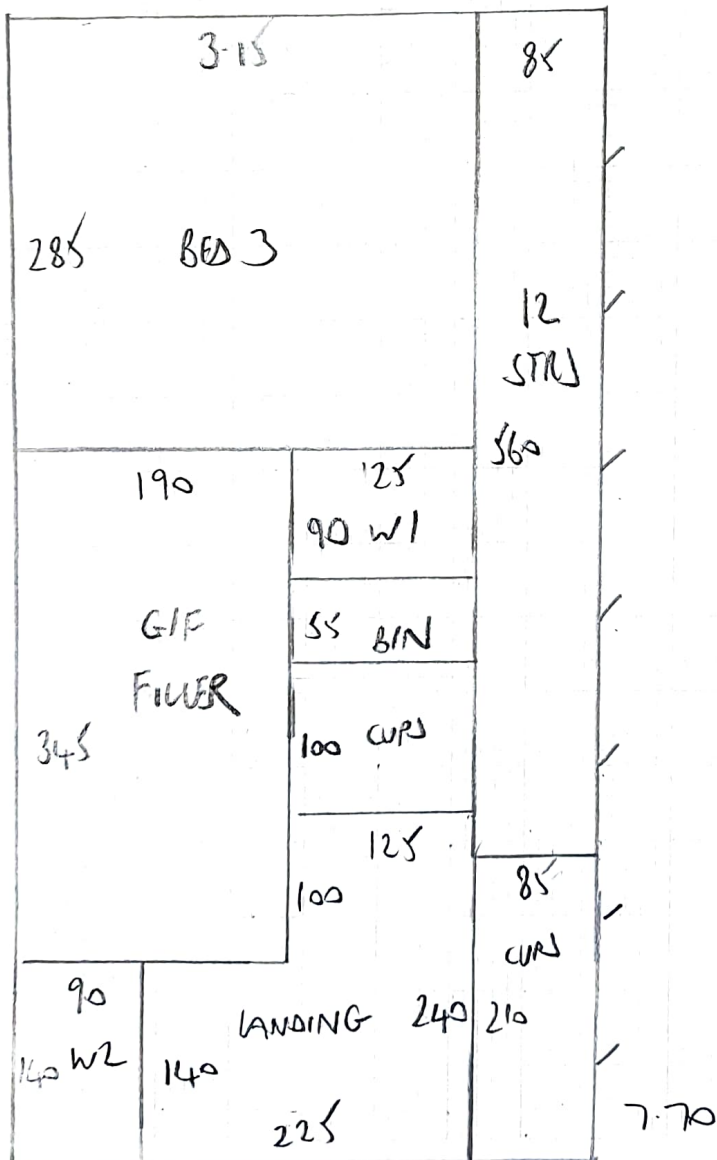 3.15
85
285 BED 3
12
STRS
560
190
125
90 W1
G/F
FILLER
55 BIN
345
100 CUPS
125
100
85
CUPS
90
LANDING 240 210
140 W2 140
225
7.70